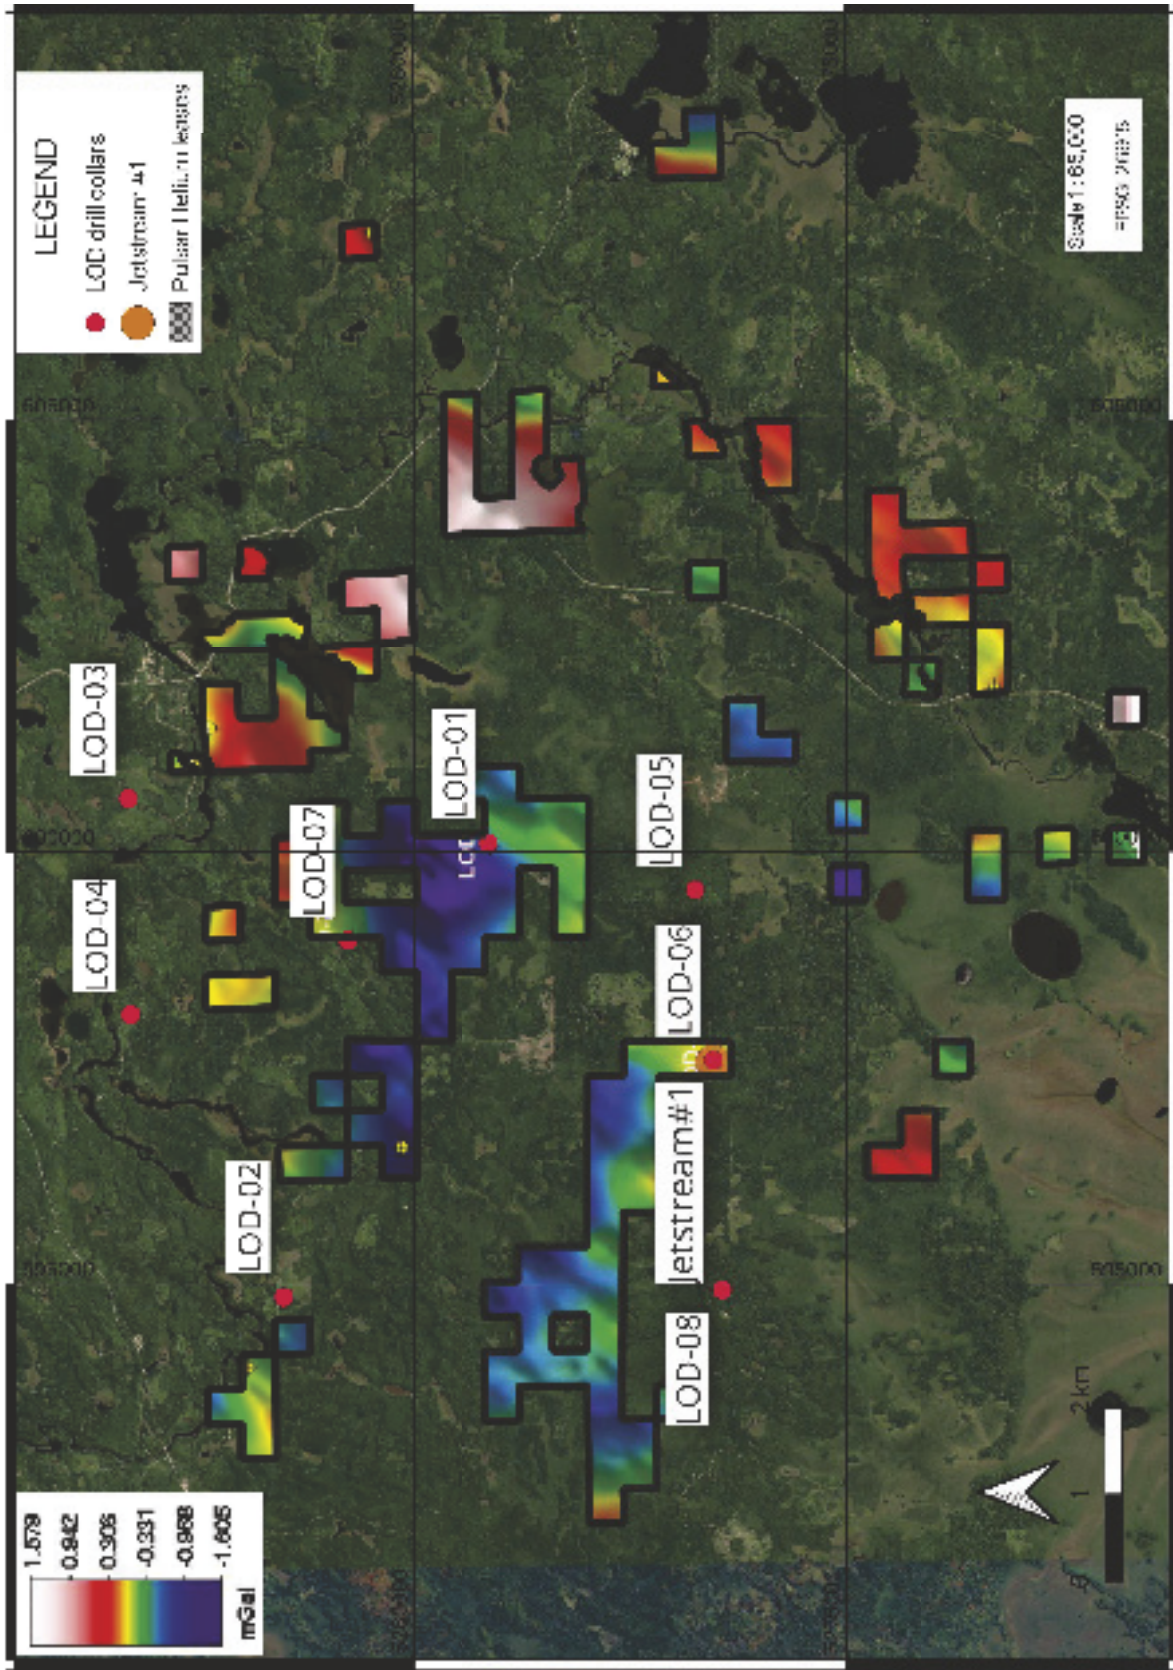 LEGEND
LOD drill collars
Jetstream #1
Pulsar Helium leases
1.579
0.942
0.305
-0.331
-0.968
-1.605
mGal
LOD-03
LOD-04
LOD-07
LOD-01
LOD-02
LOD-05
LOD-06
Jetstream#1
LOD-08
Scale 1 : 65,000
0 1 2 km